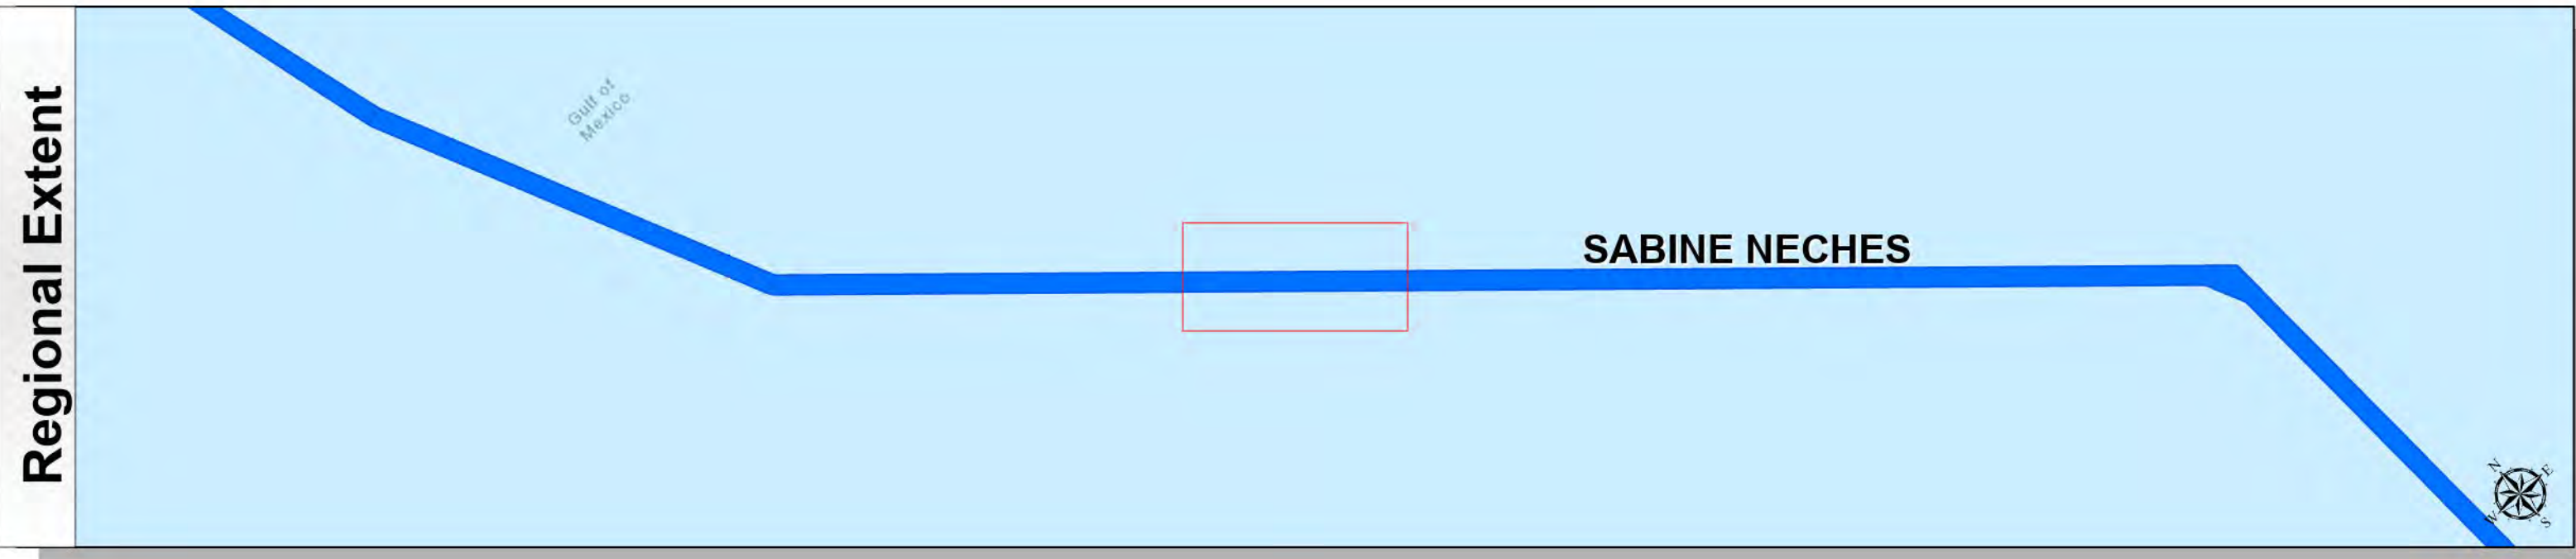 Regional Extent
Gulf of
Mexico
SABINE NECHES
N
E
W
S